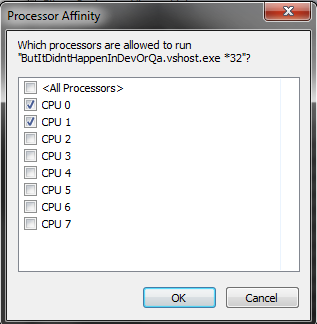 Processor Affinity
Which processors are allowed to run
"ButItDidntHappenInDevOrQa.vshost.exe *32"?
<All Processors>
CPU 0
CPU 1
CPU 2
CPU 3
CPU 4
CPU 5
CPU 6
CPU 7
OK Cancel